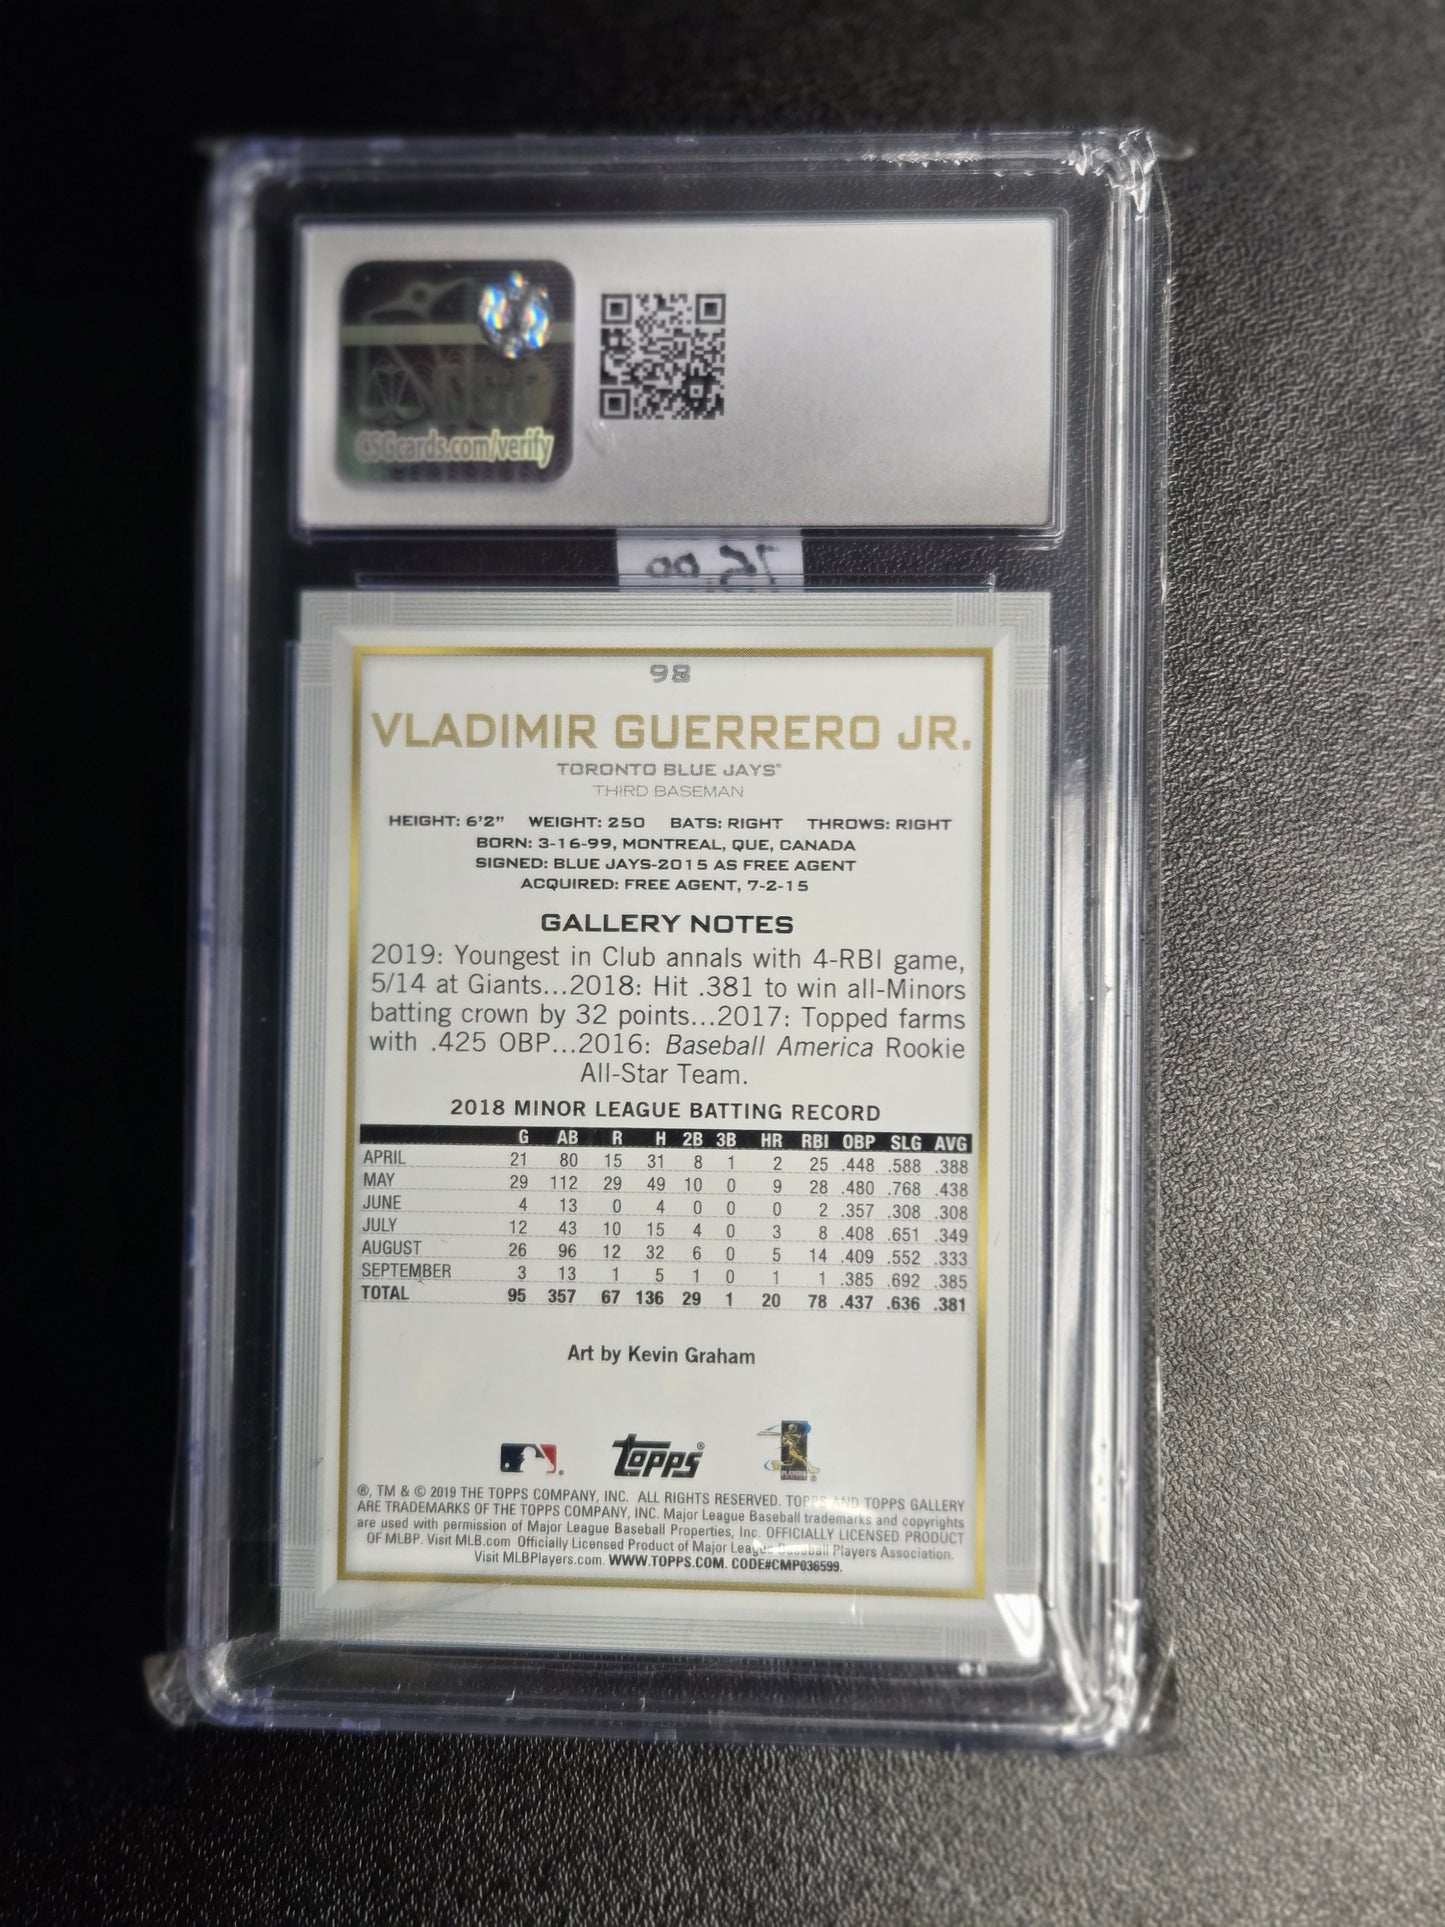 CSGcards.com/verify
75.00
98
VLADIMIR GUERRERO JR.
TORONTO BLUE JAYS®
THIRD BASEMAN
HEIGHT: 6'2" WEIGHT: 250 BATS: RIGHT THROWS: RIGHT
BORN: 3-16-99, MONTREAL, QUE, CANADA
SIGNED: BLUE JAYS-2015 AS FREE AGENT
ACQUIRED: FREE AGENT, 7-2-15
GALLERY NOTES
2019: Youngest in Club annals with 4-RBI game,
5/14 at Giants...2018: Hit .381 to win all-Minors
batting crown by 32 points...2017: Topped farms
with .425 OBP...2016: Baseball America Rookie
All-Star Team.
2018 MINOR LEAGUE BATTING RECORD
G AB R H 2B 3B HR RBI OBP SLG AVG
APRIL 21 80 15 31 8 1 2 25 .448 .588 .388
MAY 29 112 29 49 10 0 9 28 .480 .768 .438
JUNE 4 13 0 4 0 0 0 2 .357 .308 .308
JULY 12 43 10 15 4 0 3 8 .408 .651 .349
AUGUST 26 96 12 32 6 0 5 14 .409 .552 .333
SEPTEMBER 3 13 1 5 1 0 1 1 .385 .692 .385
TOTAL 95 357 67 136 29 1 20 78 .437 .636 .381
Art by Kevin Graham
topps®
PLAYERS
®, TM & © 2019 THE TOPPS COMPANY, INC. ALL RIGHTS RESERVED. TOPPS AND TOPPS GALLERY
ARE TRADEMARKS OF THE TOPPS COMPANY, INC. Major League Baseball trademarks and copyrights
are used with permission of Major League Baseball Properties, Inc. OFFICIALLY LICENSED PRODUCT
OF MLBP. Visit MLB.com Officially Licensed Product of Major League Baseball Players Association.
Visit MLBPlayers.com. WWW.TOPPS.COM. CODE#CMP036599.